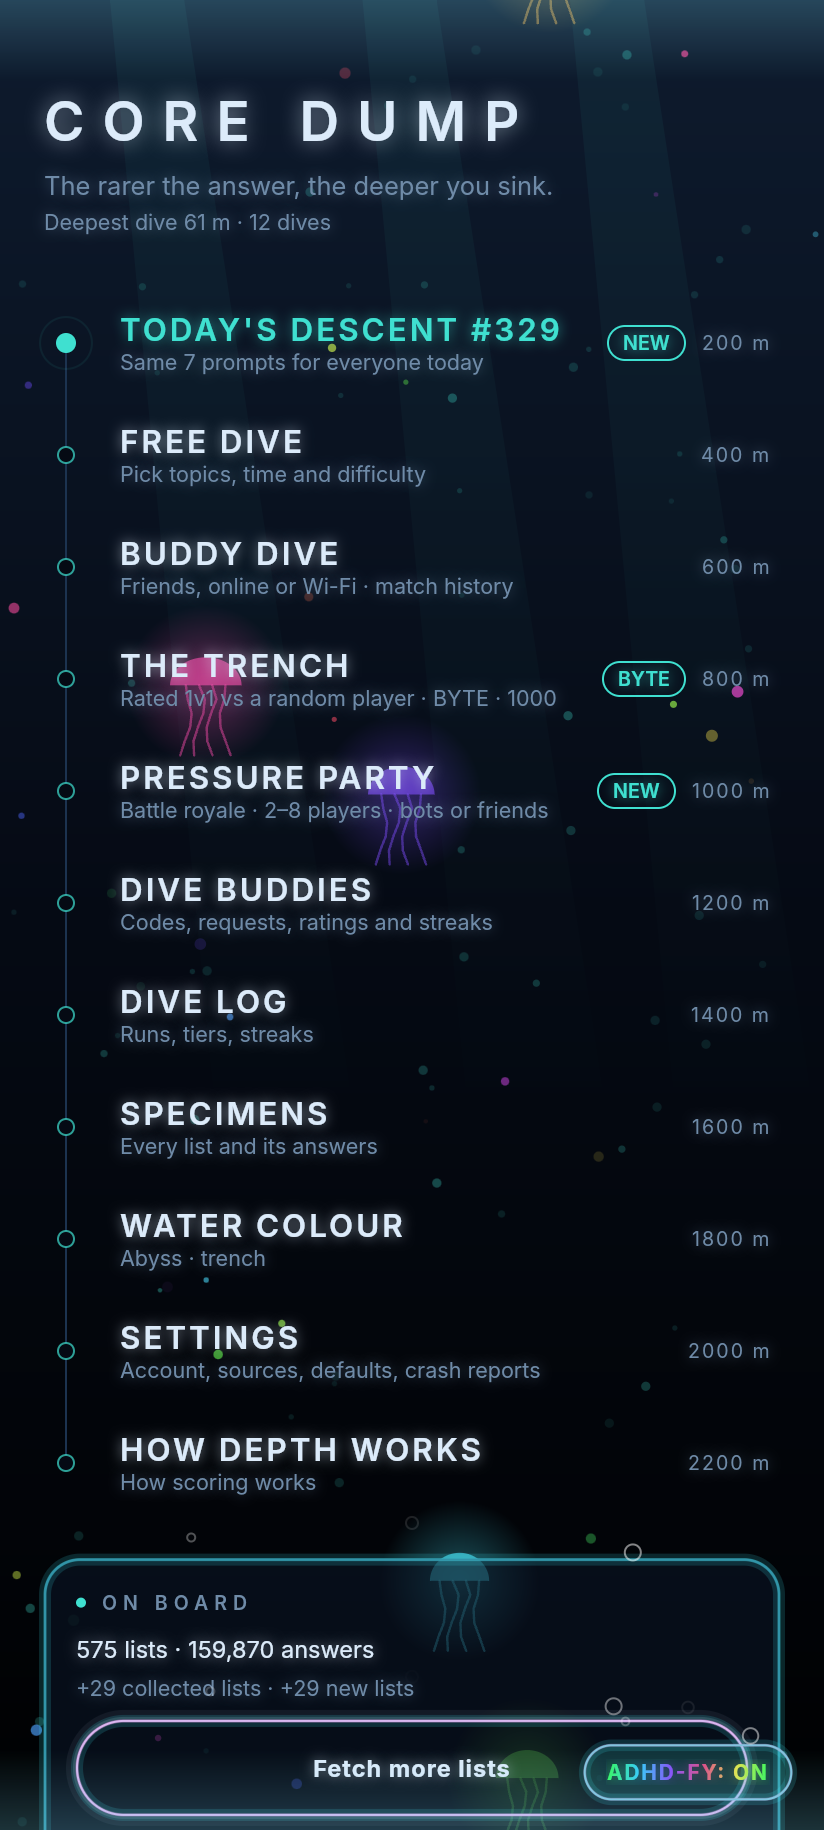 CORE DUMP
The rarer the answer, the deeper you sink.
Deepest dive 61 m · 12 dives
TODAY'S DESCENT #329 NEW 200 m
Same 7 prompts for everyone today
FREE DIVE 400 m
Pick topics, time and difficulty
BUDDY DIVE 600 m
Friends, online or Wi-Fi · match history
THE TRENCH BYTE 800 m
Rated 1v1 vs a random player · BYTE · 1000
PRESSURE PARTY NEW 1000 m
Battle royale · 2–8 players · bots or friends
DIVE BUDDIES 1200 m
Codes, requests, ratings and streaks
DIVE LOG 1400 m
Runs, tiers, streaks
SPECIMENS 1600 m
Every list and its answers
WATER COLOUR 1800 m
Abyss · trench
SETTINGS 2000 m
Account, sources, defaults, crash reports
HOW DEPTH WORKS 2200 m
How scoring works
ON BOARD
575 lists · 159,870 answers
+29 collected lists · +29 new lists
Fetch more lists
ADHD-FY: ON